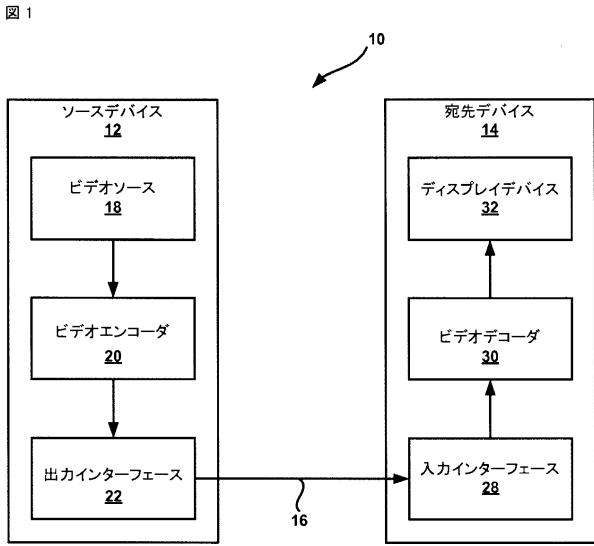 図 1
10
ソースデバイス
12
ビデオソース
18
ビデオエンコーダ
20
出力インターフェース
22
16
宛先デバイス
14
ディスプレイデバイス
32
ビデオデコーダ
30
入力インターフェース
28